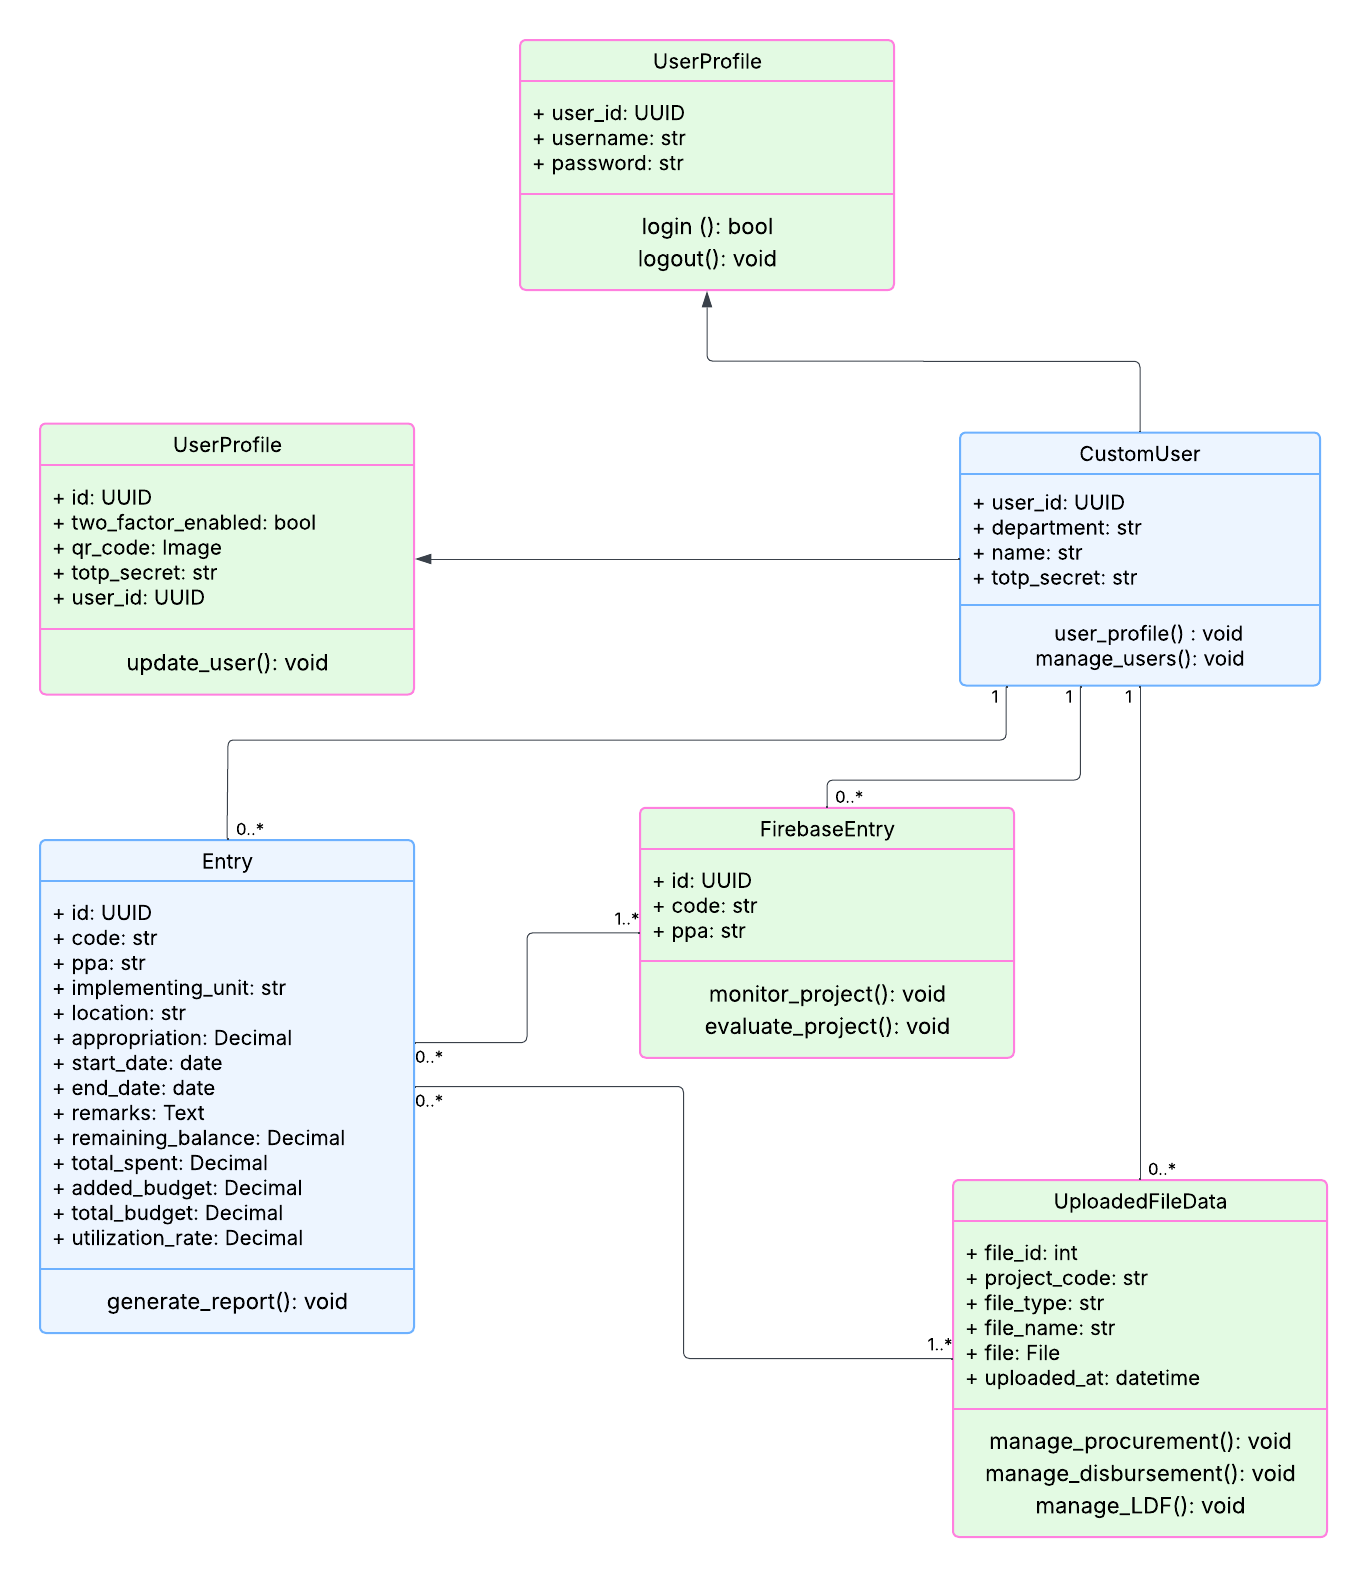 UserProfile
+ user_id: UUID
+ username: str
+ password: str
login (): bool
logout(): void
UserProfile
+ id: UUID
+ two_factor_enabled: bool
+ qr_code: Image
+ totp_secret: str
+ user_id: UUID
update_user(): void
CustomUser
+ user_id: UUID
+ department: str
+ name: str
+ totp_secret: str
user_profile() : void
manage_users(): void
1
1
1
0..*
0..*
Entry
+ id: UUID
+ code: str
+ ppa: str
+ implementing_unit: str
+ location: str
+ appropriation: Decimal
+ start_date: date
+ end_date: date
+ remarks: Text
+ remaining_balance: Decimal
+ total_spent: Decimal
+ added_budget: Decimal
+ total_budget: Decimal
+ utilization_rate: Decimal
generate_report(): void
FirebaseEntry
+ id: UUID
+ code: str
+ ppa: str
monitor_project(): void
evaluate_project(): void
1..*
0..*
0..*
0..*
1..*
UploadedFileData
+ file_id: int
+ project_code: str
+ file_type: str
+ file_name: str
+ file: File
+ uploaded_at: datetime
manage_procurement(): void
manage_disbursement(): void
manage_LDF(): void